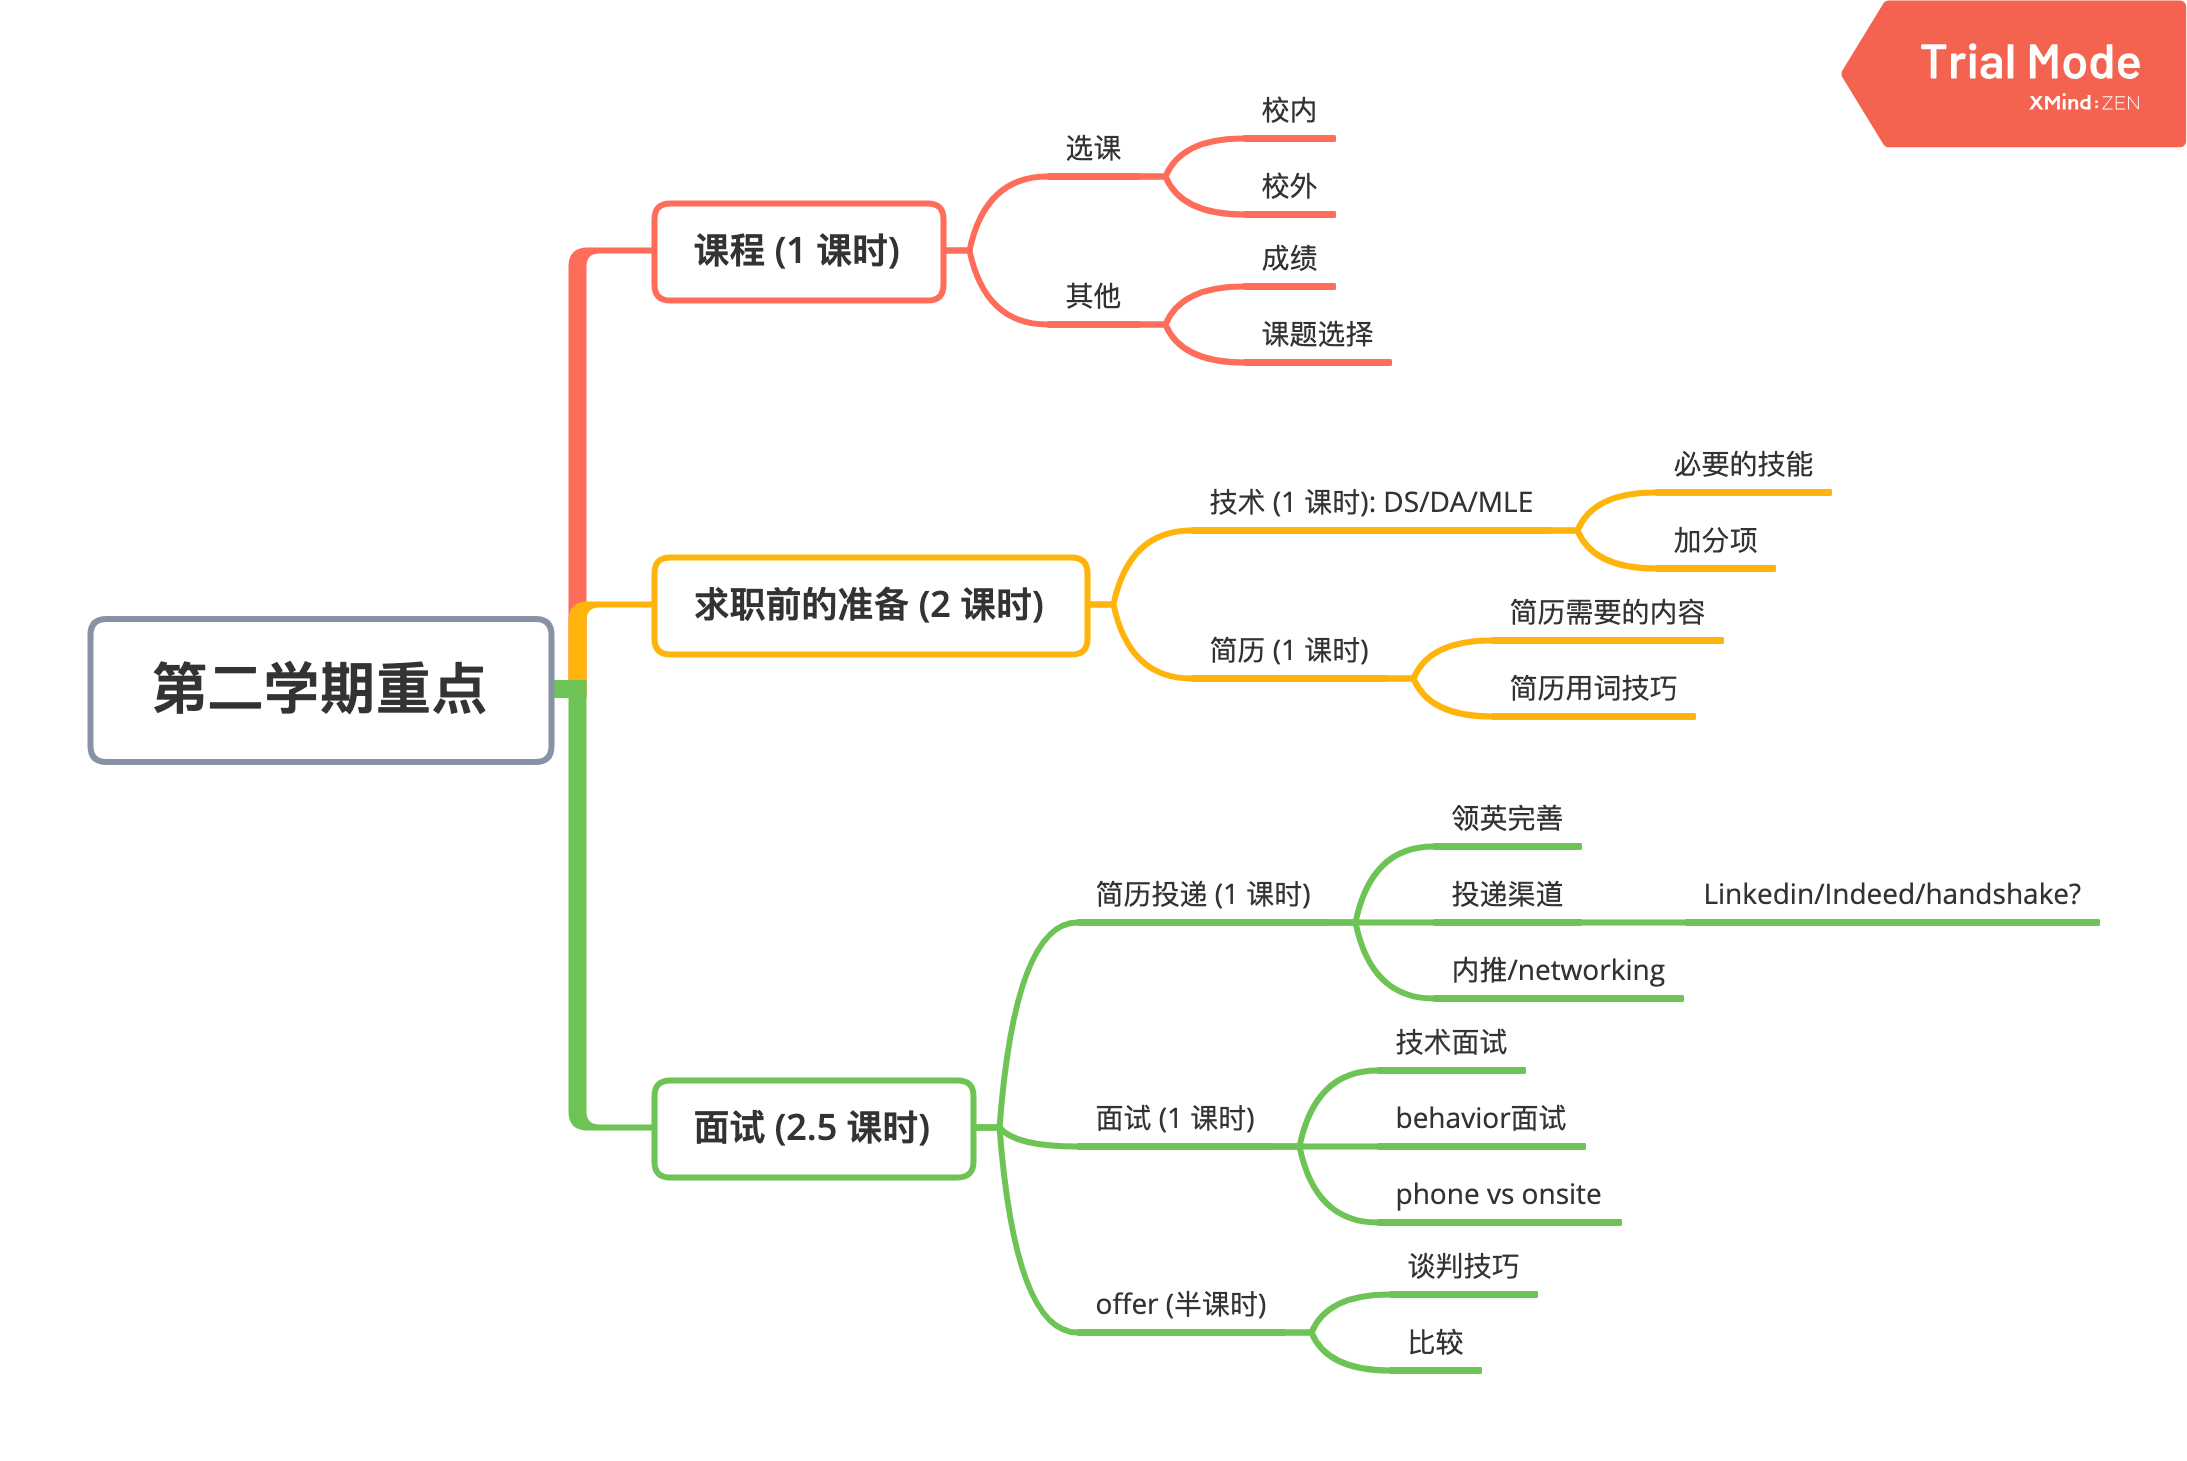 Trial Mode
XMind:ZEN
第二学期重点
课程 (1 课时)
选课
校内
校外
其他
成绩
课题选择
求职前的准备 (2 课时)
技术 (1 课时): DS/DA/MLE
必要的技能
加分项
简历 (1 课时)
简历需要的内容
简历用词技巧
面试 (2.5 课时)
简历投递 (1 课时)
领英完善
投递渠道
Linkedin/Indeed/handshake?
内推/networking
面试 (1 课时)
技术面试
behavior面试
phone vs onsite
offer (半课时)
谈判技巧
比较